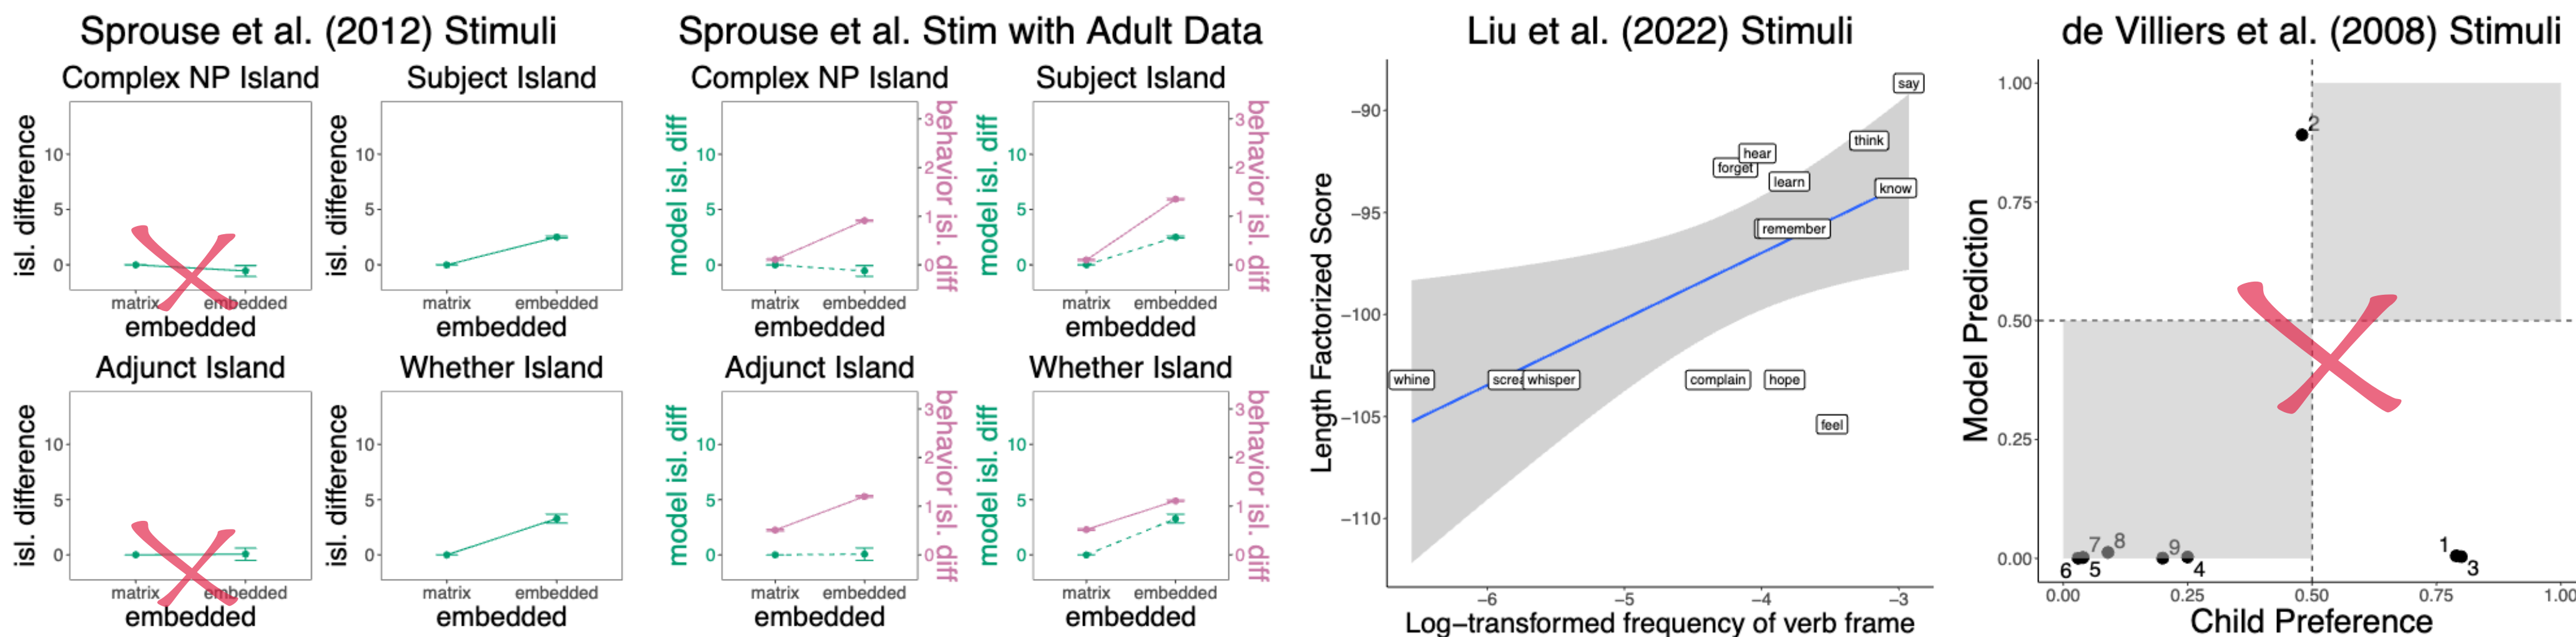 Sprouse et al. (2012) Stimuli
Complex NP Island
Subject Island
isl. difference
10
5
0
matrix
embedded
embedded
isl. difference
10
5
0
matrix
embedded
embedded
Adjunct Island
Whether Island
isl. difference
10
5
0
matrix
embedded
embedded
isl. difference
10
5
0
matrix
embedded
embedded
Sprouse et al. Stim with Adult Data
Complex NP Island
Subject Island
model isl. diff
10
5
0
behavior isl. diff
3
2
1
0
matrix
embedded
embedded
model isl. diff
10
5
0
behavior isl. diff
3
2
1
0
matrix
embedded
embedded
Adjunct Island
Whether Island
model isl. diff
10
5
0
behavior isl. diff
3
2
1
0
matrix
embedded
embedded
model isl. diff
10
5
0
behavior isl. diff
3
2
1
0
matrix
embedded
embedded
Liu et al. (2022) Stimuli
Length Factorized Score
−90
−95
−100
−105
−110
say
think
hear
forget
learn
know
remember
whine
whisper
complain
hope
feel
−6
−5
−4
−3
Log−transformed frequency of verb frame
de Villiers et al. (2008) Stimuli
Model Prediction
1.00
0.75
0.50
0.25
0.00
2
7
8
9
1
6
5
4
3
0.00
0.25
0.50
0.75
1.00
Child Preference